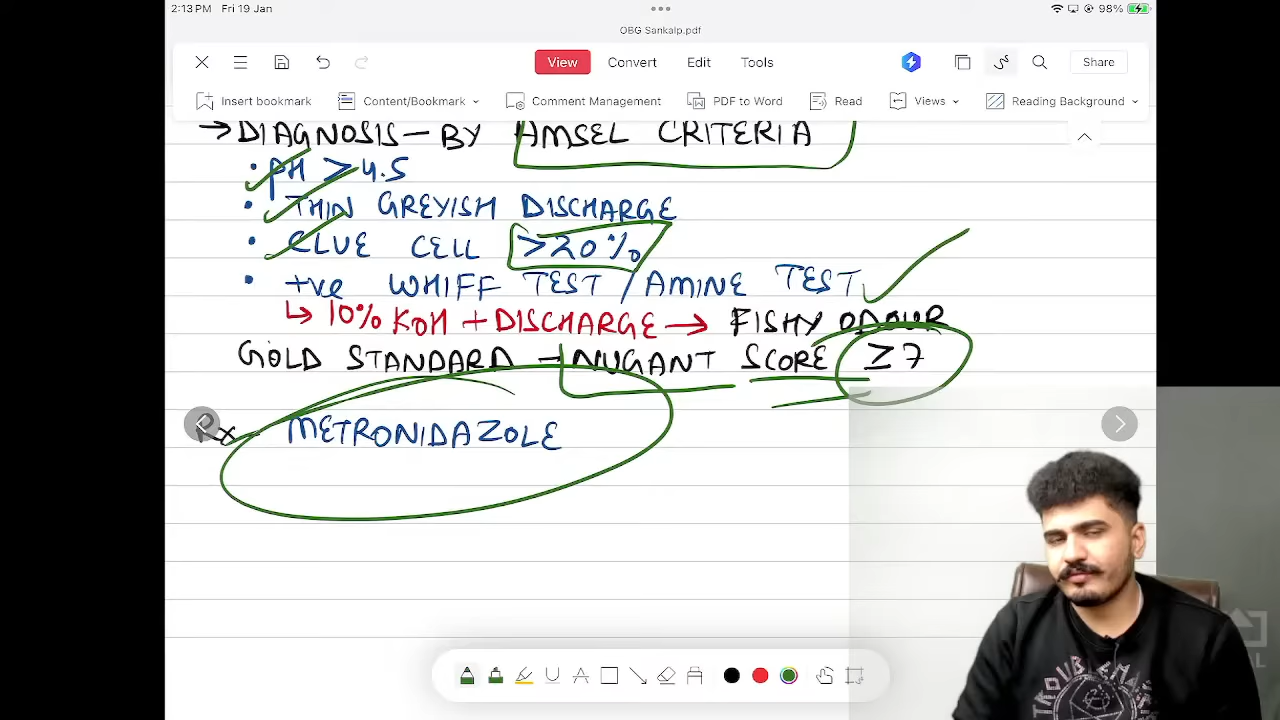 2:13 PM Fri 19 Jan
98%
OBG Sankalp.pdf
View Convert Edit Tools Share
Insert bookmark Content/Bookmark Comment Management PDF to Word Read Views Reading Background
→ DIAGNOSIS – BY AMSEL CRITERIA
• pH > 4.5
• THIN GREYISH DISCHARGE
• CLUE CELL >20%
• +ve WHIFF TEST / AMINE TEST
↳ 10% KOH + DISCHARGE → FISHY ODOUR
GOLD STANDARD → NUGANT SCORE ≥7
Rx METRONIDAZOLE